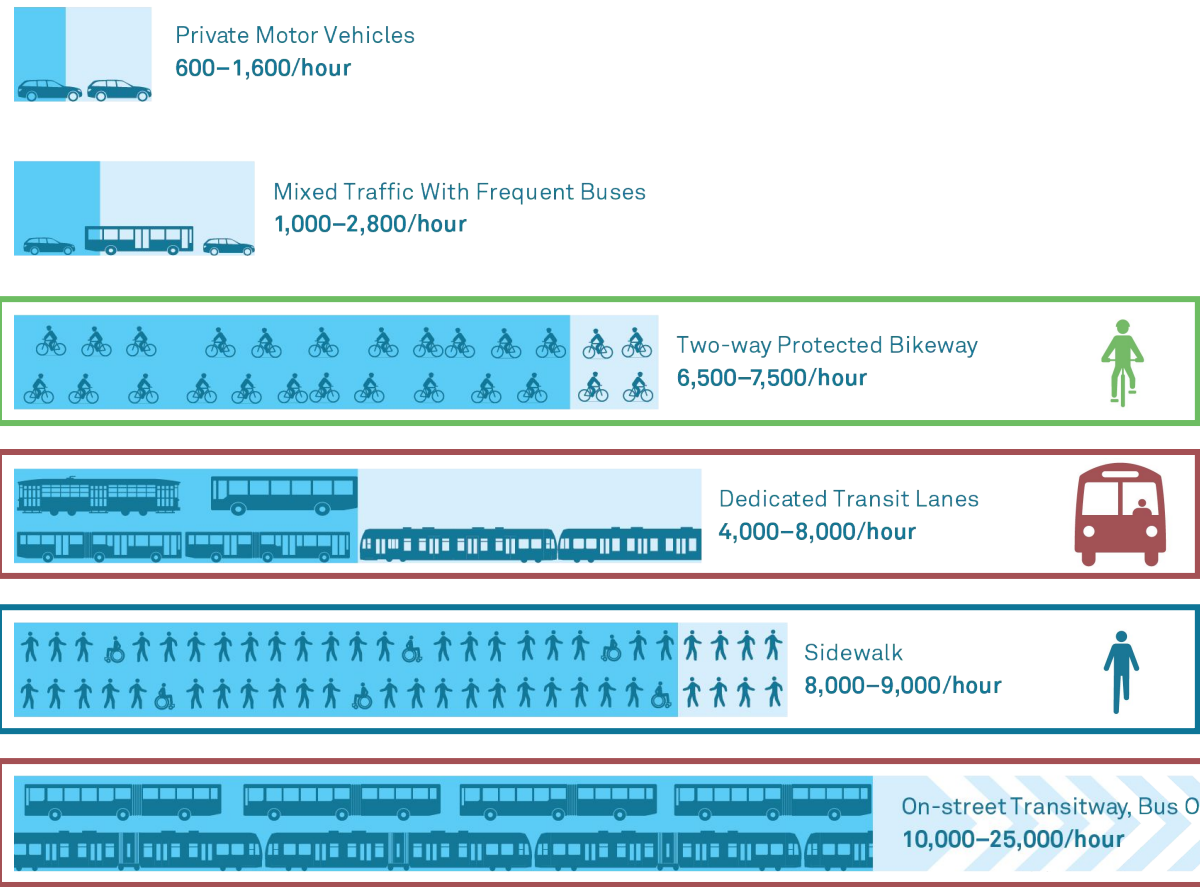 Private Motor Vehicles
600–1,600/hour
Mixed Traffic With Frequent Buses
1,000–2,800/hour
Two-way Protected Bikeway
6,500–7,500/hour
Dedicated Transit Lanes
4,000–8,000/hour
Sidewalk
8,000–9,000/hour
On-street Transitway, Bus O
10,000–25,000/hour